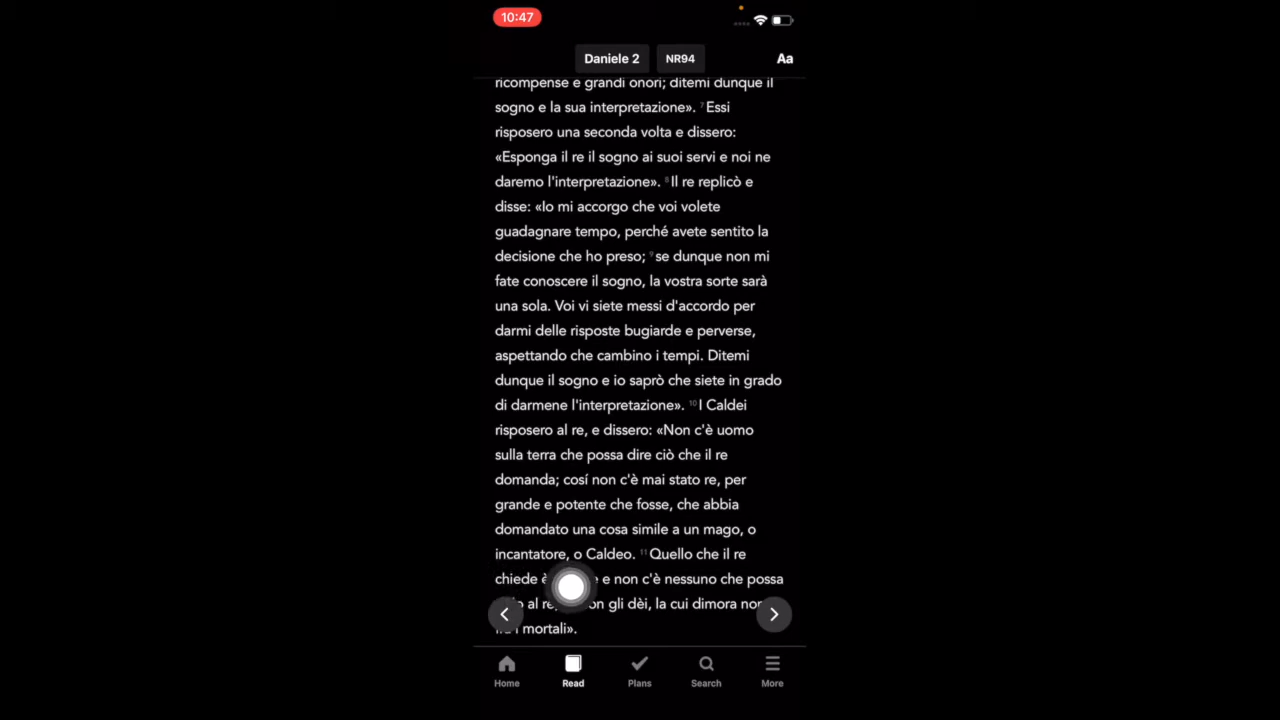 10:47
Daniele 2
NR94
Aa
ricompense e grandi onori; ditemi dunque il
sogno e la sua interpretazione». 7 Essi
risposero una seconda volta e dissero:
«Esponga il re il sogno ai suoi servi e noi ne
daremo l'interpretazione». 8 Il re replicò e
disse: «Io mi accorgo che voi volete
guadagnare tempo, perché avete sentito la
decisione che ho preso; 9 se dunque non mi
fate conoscere il sogno, la vostra sorte sarà
una sola. Voi vi siete messi d'accordo per
darmi delle risposte bugiarde e perverse,
aspettando che cambino i tempi. Ditemi
dunque il sogno e io saprò che siete in grado
di darmene l'interpretazione». 10 I Caldei
risposero al re, e dissero: «Non c'è uomo
sulla terra che possa dire ciò che il re
domanda; cosí non c'è mai stato re, per
grande e potente che fosse, che abbia
domandato una cosa simile a un mago, o
incantatore, o Caldeo. 11 Quello che il re
chiede è e non c'è nessuno che possa
al re, gli dèi, la cui dimora
i mortali».
Home
Read
Plans
Search
More